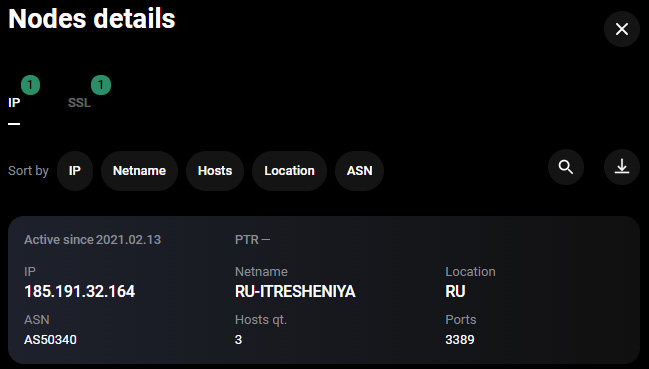 Nodes details
1 1
IP SSL
Sort by IP Netname Hosts Location ASN
Active since 2021.02.13 PTR —
IP Netname Location
185.191.32.164 RU-ITRESHENIYA RU
ASN Hosts qt. Ports
AS50340 3 3389